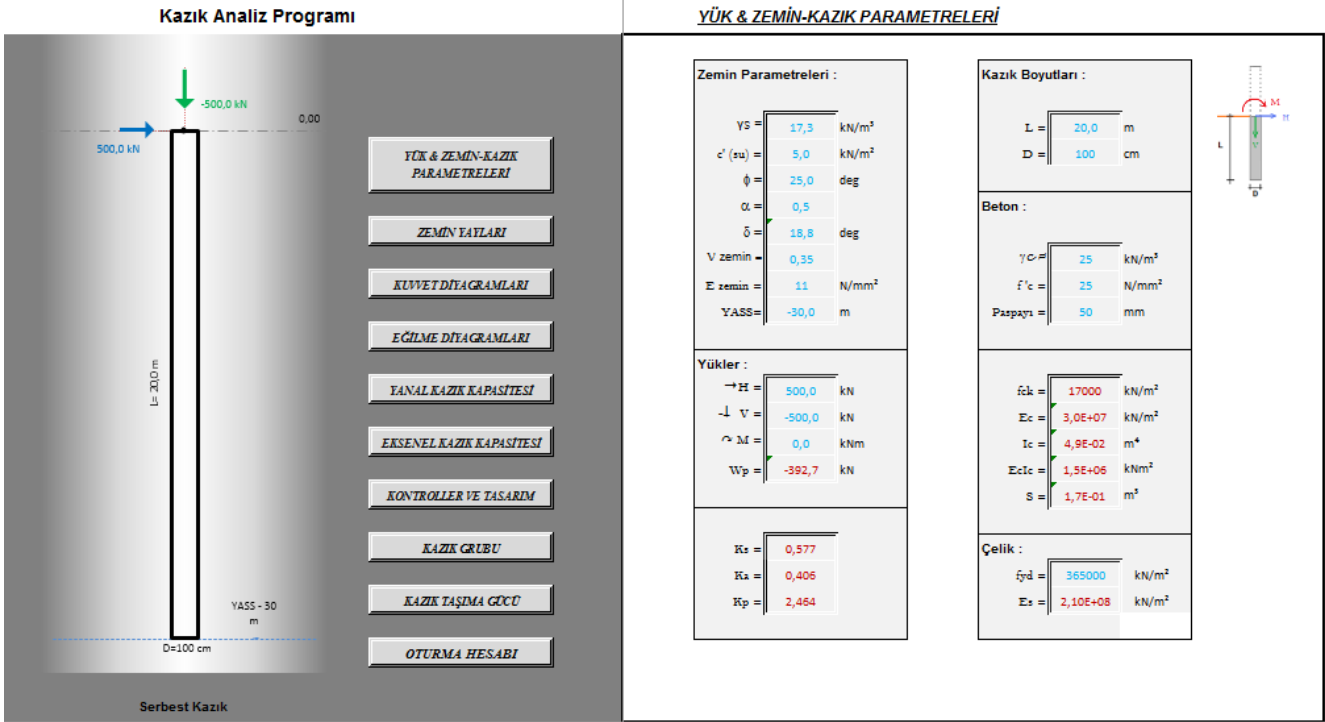 Kazık Analiz Programı
-500,0 kN
0,00
500,0 kN
L= 20,0 m
YASS - 30
m
D=100 cm
Serbest Kazık
YÜK & ZEMİN-KAZIK
PARAMETRELERİ
ZEMİN YAYLARI
KUVVET DİYAGRAMLARI
EĞİLME DİYAGRAMLARI
YANAL KAZIK KAPASİTESİ
EKSENEL KAZIK KAPASİTESİ
KONTROLLER VE TASARIM
KAZIK GRUBU
KAZIK TAŞIMA GÜCÜ
OTURMA HESABI
YÜK & ZEMİN-KAZIK PARAMETRELERİ
Zemin Parametreleri :
γs = 17,3 kN/m³
c' (su) = 5,0 kN/m²
ϕ = 25,0 deg
α = 0,5
δ = 18,8 deg
V zemin = 0,35
E zemin = 11 N/mm²
YASS= -30,0 m
Yükler :
→H = 500,0 kN
-↓ V = -500,0 kN
↷ M = 0,0 kNm
Wp = -392,7 kN
Ks = 0,577
Ka = 0,406
Kp = 2,464
Kazık Boyutları :
L = 20,0 m
D = 100 cm
Beton :
γc = 25 kN/m³
f'c = 25 N/mm²
Paspayı = 50 mm
fck = 17000 kN/m²
Ec = 3,0E+07 kN/m²
Ic = 4,9E-02 m⁴
EcIc = 1,5E+06 kNm²
S = 1,7E-01 m³
Çelik :
fyd = 365000 kN/m²
Es = 2,10E+08 kN/m²
M
H
V
L
D